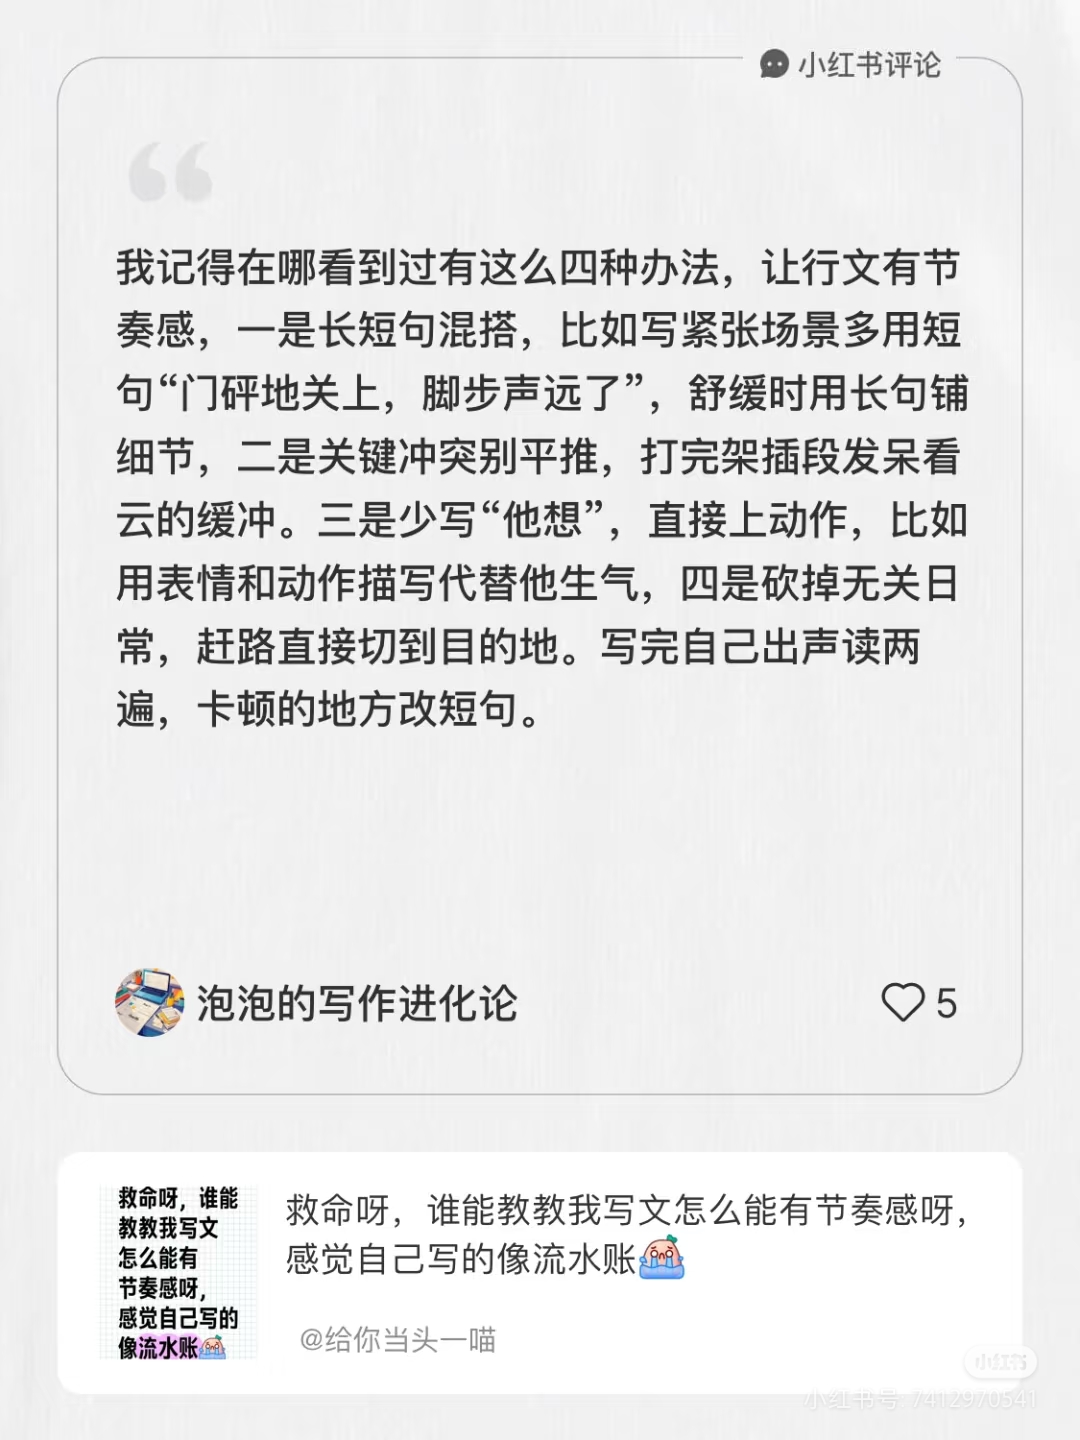 小红书评论
我记得在哪看到过有这么四种办法，让行文有节
奏感，一是长短句混搭，比如写紧张场景多用短
句“门砰地关上，脚步声远了”，舒缓时用长句铺
细节，二是关键冲突别平推，打完架插段发呆看
云的缓冲。三是少写“他想”，直接上动作，比如
用表情和动作描写代替他生气，四是砍掉无关日
常，赶路直接切到目的地。写完自己出声读两
遍，卡顿的地方改短句。
泡泡的写作进化论
5
救命呀，谁能
教教我写文
怎么能有
节奏感呀，
感觉自己写的
像流水账
救命呀，谁能教教我写文怎么能有节奏感呀，
感觉自己写的像流水账
@给你当头一喵
小红书
小红书号: 7412970541